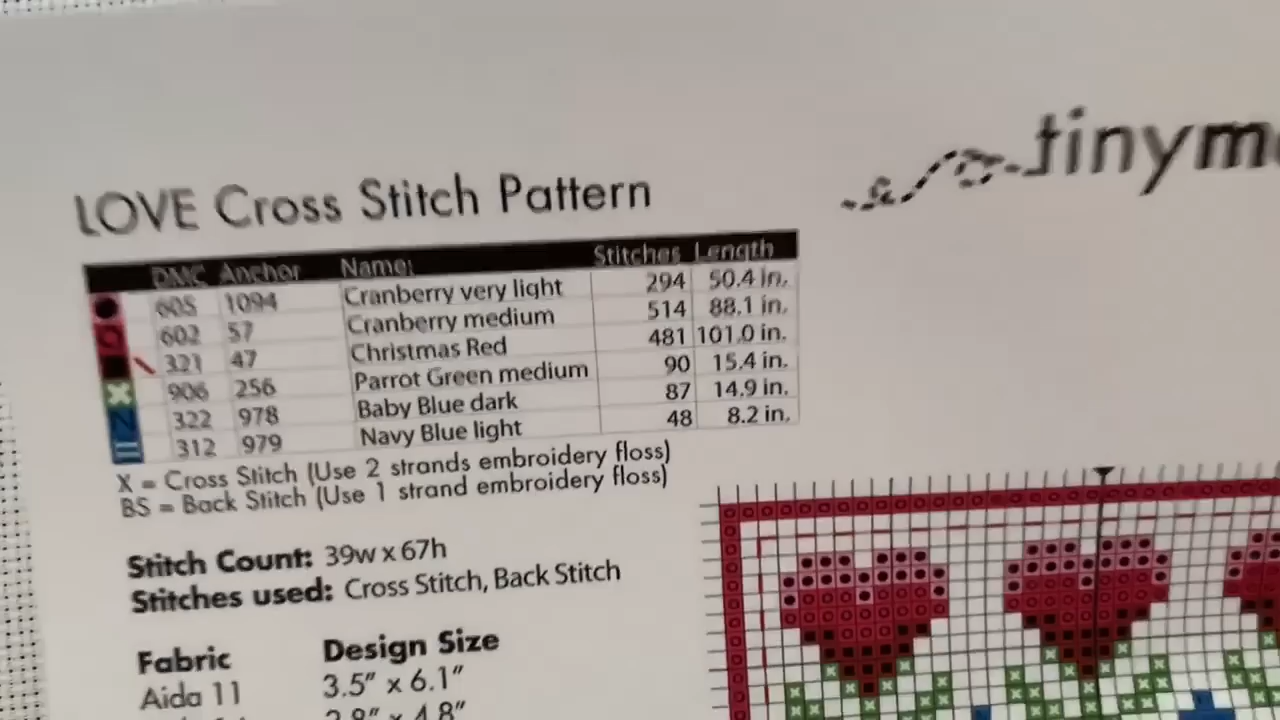 tinym
LOVE Cross Stitch Pattern
DMC Anchor Name: Stitches Length
605 1094 Cranberry very light 294 50.4 in.
602 57 Cranberry medium 514 88.1 in.
321 47 Christmas Red 481 101.0 in.
906 256 Parrot Green medium 90 15.4 in.
322 978 Baby Blue dark 87 14.9 in.
312 979 Navy Blue light 48 8.2 in.
X = Cross Stitch (Use 2 strands embroidery floss)
BS = Back Stitch (Use 1 strand embroidery floss)
Stitch Count: 39w x 67h
Stitches used: Cross Stitch, Back Stitch
Fabric Design Size
Aida 11 3.5" x 6.1"
2.8" x 4.8"